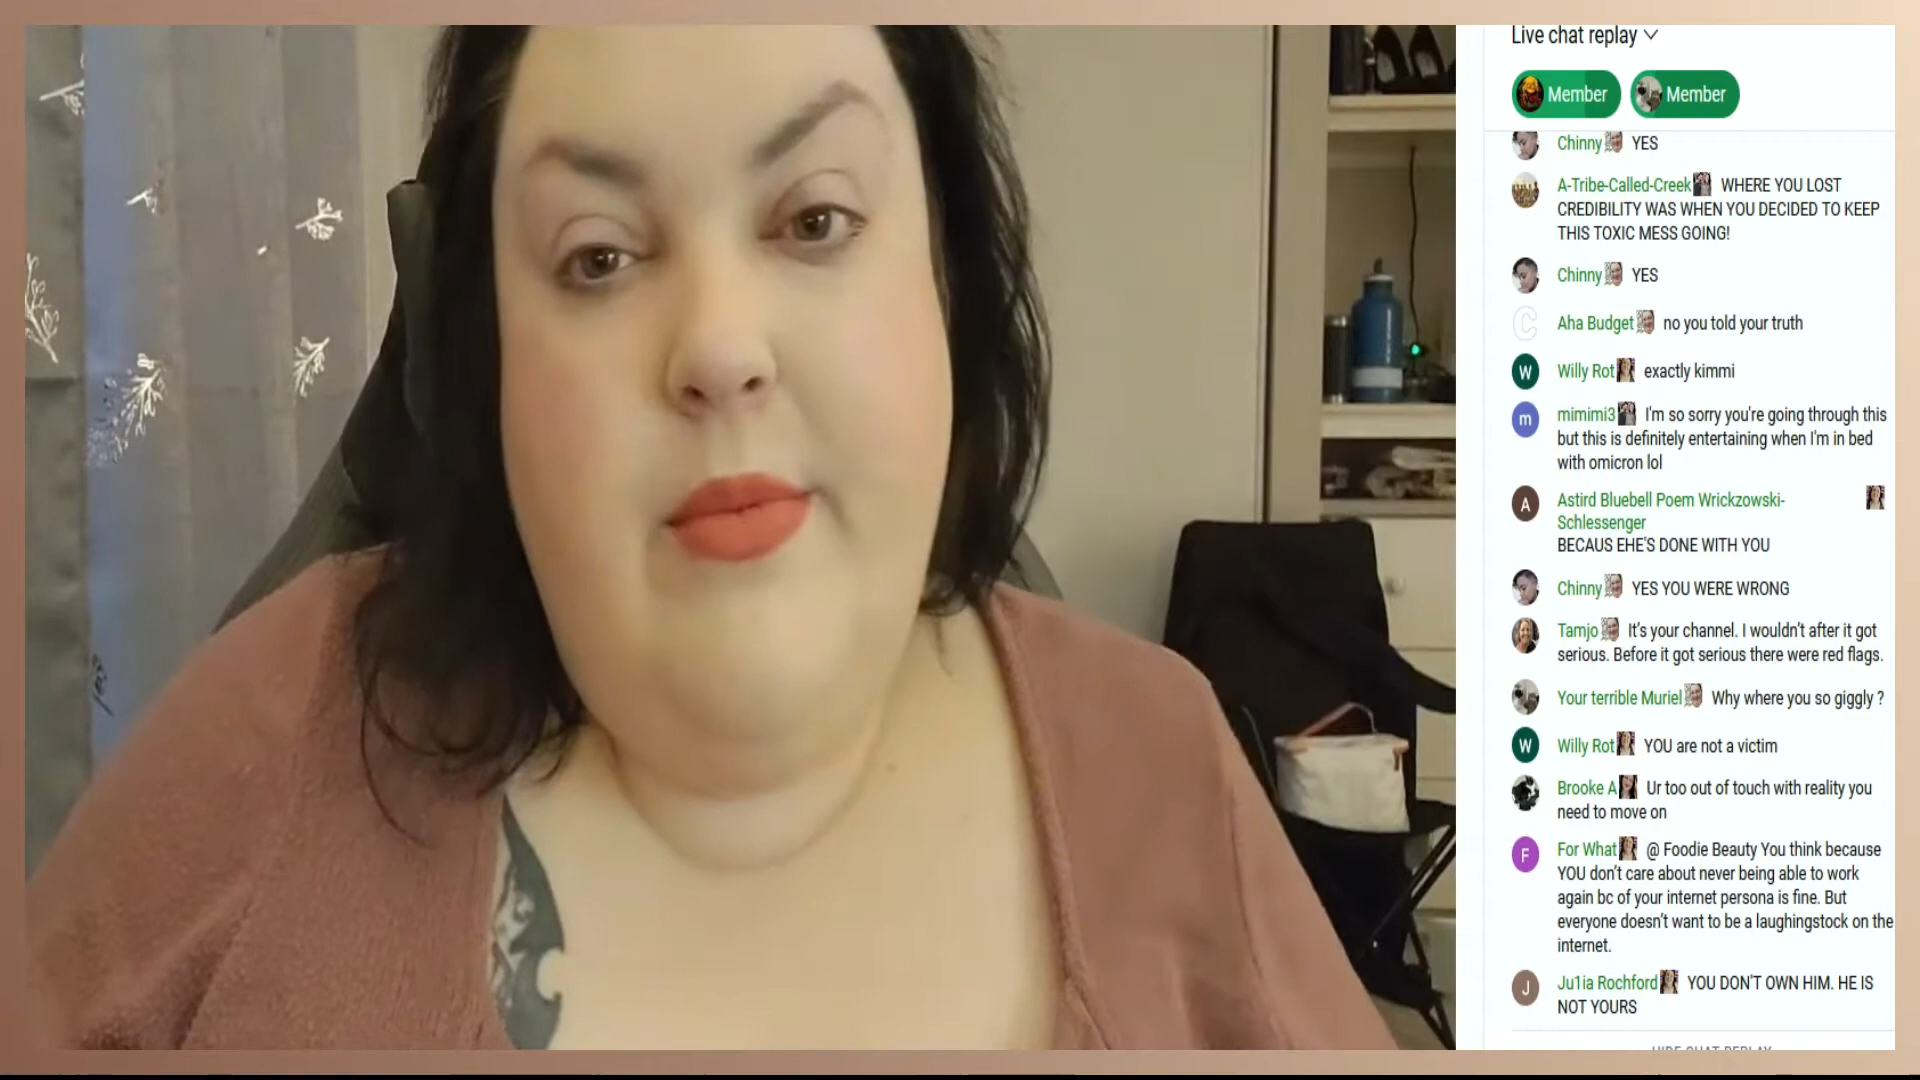 Live chat replay
Member Member
Chinny YES
A-Tribe-Called-Creek WHERE YOU LOST
CREDIBILITY WAS WHEN YOU DECIDED TO KEEP
THIS TOXIC MESS GOING!
Chinny YES
Aha Budget no you told your truth
W Willy Rot exactly kimmi
m mimimi3 I'm so sorry you're going through this
but this is definitely entertaining when I'm in bed
with omicron lol
A Astird Bluebell Poem Wrickzowski-
Schlessenger
BECAUS EHE'S DONE WITH YOU
Chinny YES YOU WERE WRONG
Tamjo It's your channel. I wouldn't after it got
serious. Before it got serious there were red flags.
Your terrible Muriel Why where you so giggly ?
W Willy Rot YOU are not a victim
Brooke A Ur too out of touch with reality you
need to move on
F For What @ Foodie Beauty You think because
YOU don't care about never being able to work
again bc of your internet persona is fine. But
everyone doesn't want to be a laughingstock on the
internet.
J Ju1ia Rochford YOU DON'T OWN HIM. HE IS
NOT YOURS
HIDE CHAT REPLAY